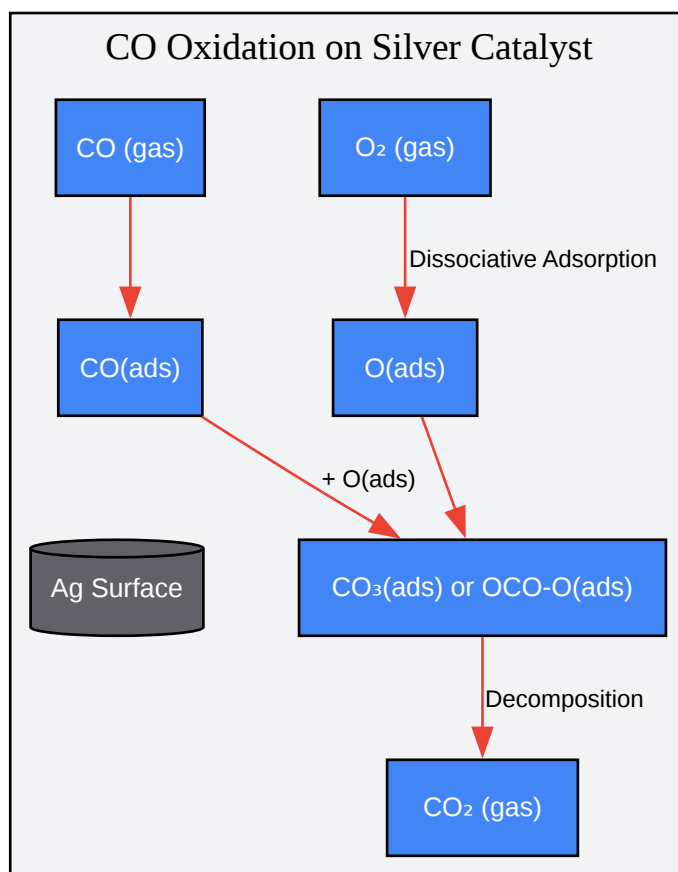 CO Oxidation on Silver Catalyst
CO (gas)
O₂ (gas)
Dissociative Adsorption
CO(ads)
O(ads)
+ O(ads)
Ag Surface
CO₃(ads) or OCO-O(ads)
Decomposition
CO₂ (gas)